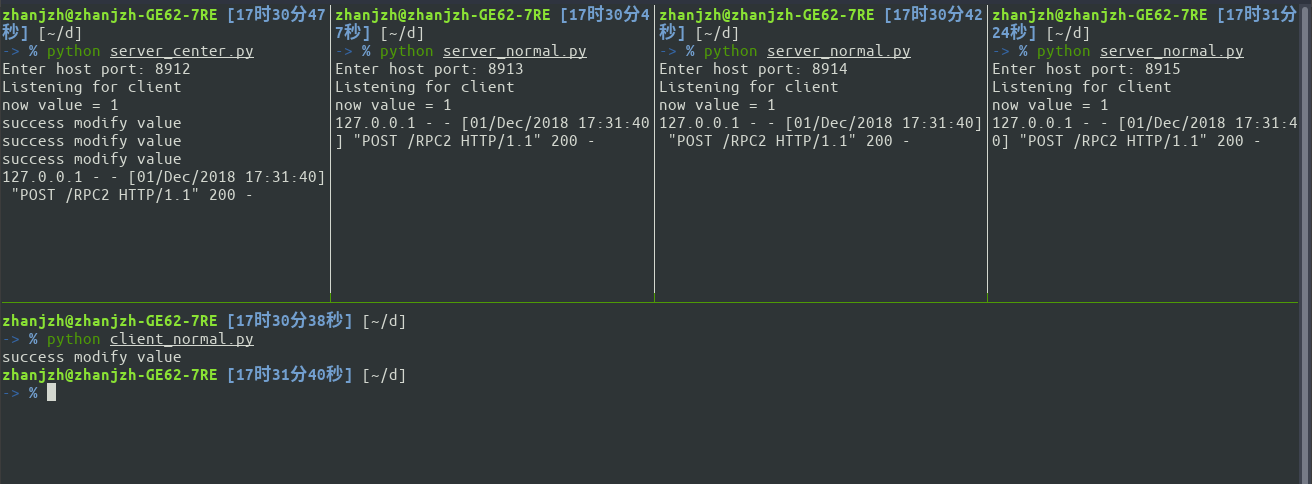 zhanjzh@zhanjzh-GE62-7RE [17时30分47
秒] [~/d]
-> % python server_center.py
Enter host port: 8912
Listening for client
now value = 1
success modify value
success modify value
success modify value
127.0.0.1 - - [01/Dec/2018 17:31:40]
"POST /RPC2 HTTP/1.1" 200 -
zhanjzh@zhanjzh-GE62-7RE [17时30分4
7秒] [~/d]
-> % python server_normal.py
Enter host port: 8913
Listening for client
now value = 1
127.0.0.1 - - [01/Dec/2018 17:31:40
] "POST /RPC2 HTTP/1.1" 200 -
zhanjzh@zhanjzh-GE62-7RE [17时30分42
秒] [~/d]
-> % python server_normal.py
Enter host port: 8914
Listening for client
now value = 1
127.0.0.1 - - [01/Dec/2018 17:31:40]
"POST /RPC2 HTTP/1.1" 200 -
zhanjzh@zhanjzh-GE62-7RE [17时31分
24秒] [~/d]
-> % python server_normal.py
Enter host port: 8915
Listening for client
now value = 1
127.0.0.1 - - [01/Dec/2018 17:31:4
0] "POST /RPC2 HTTP/1.1" 200 -
zhanjzh@zhanjzh-GE62-7RE [17时30分38秒] [~/d]
-> % python client_normal.py
success modify value
zhanjzh@zhanjzh-GE62-7RE [17时31分40秒] [~/d]
-> %